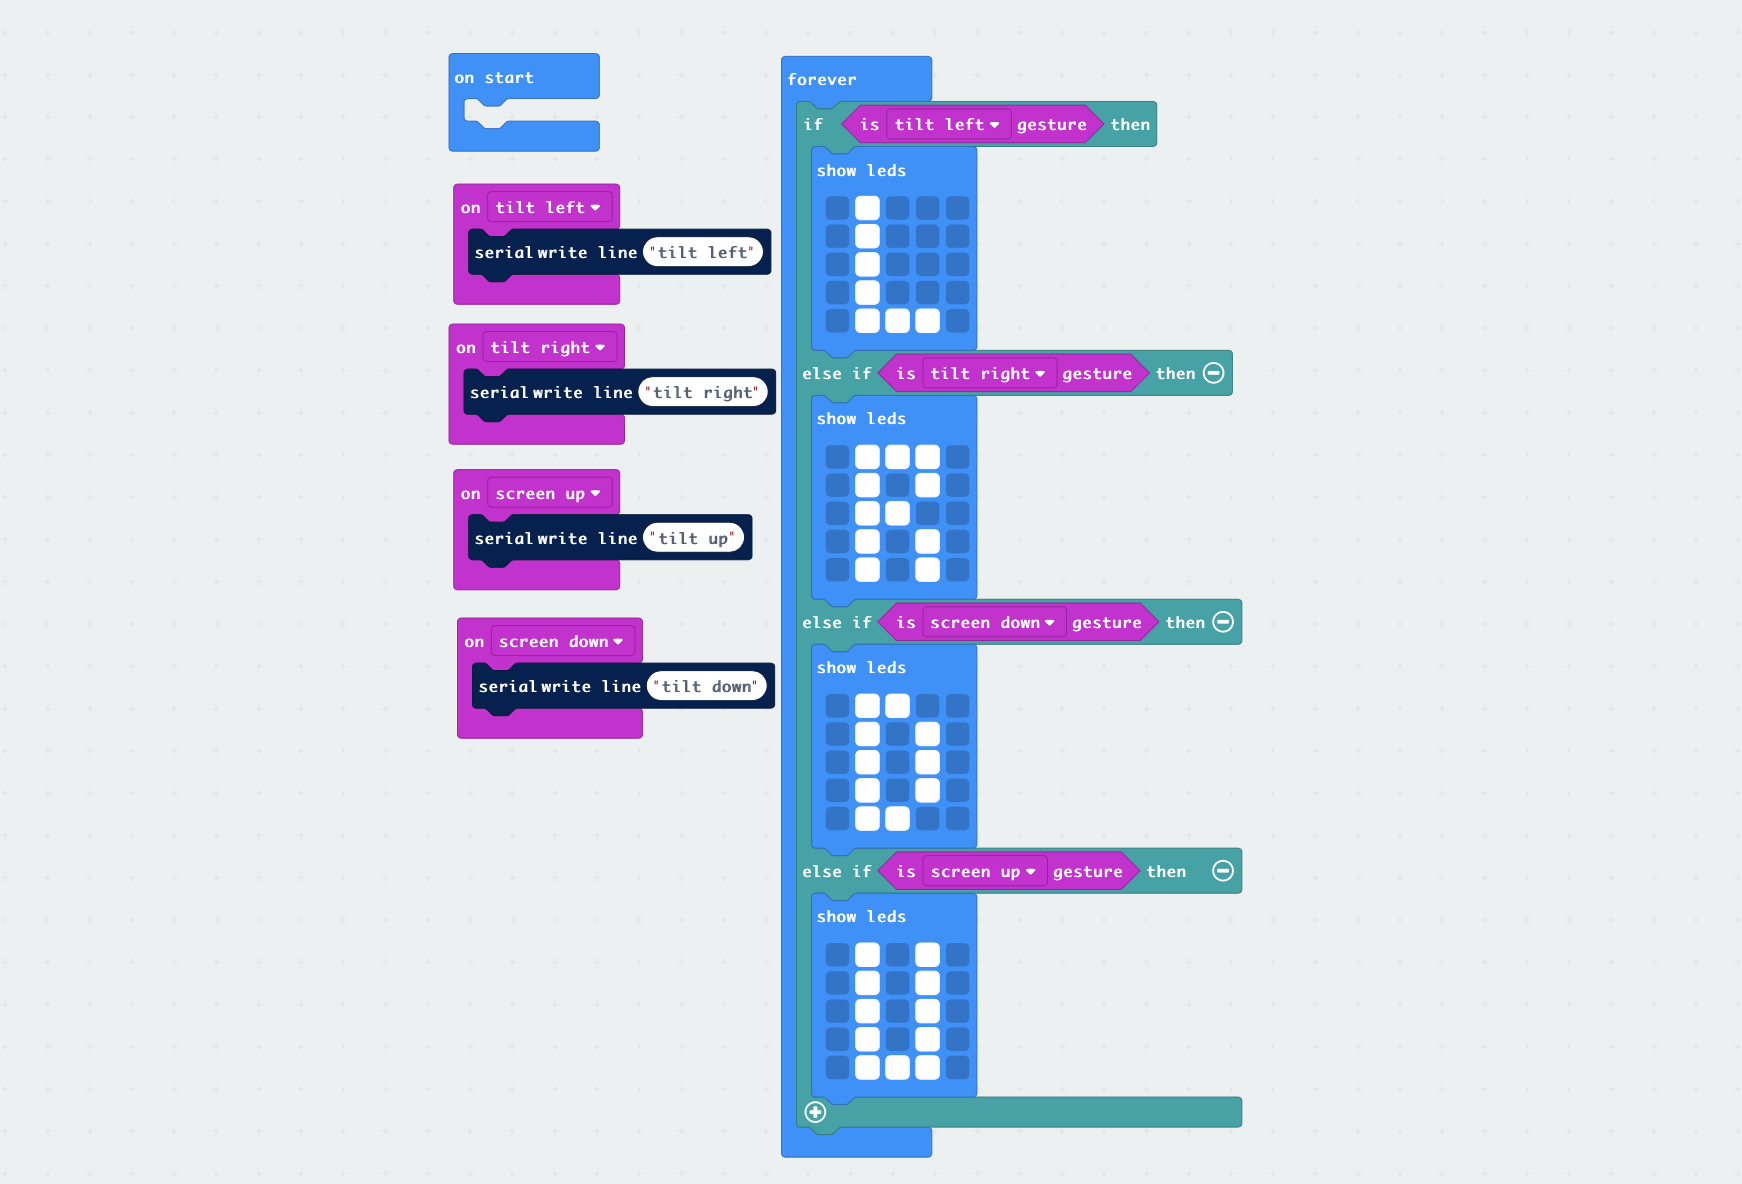 on start
on tilt left
serial write line "tilt left"
on tilt right
serial write line "tilt right"
on screen up
serial write line "tilt up"
on screen down
serial write line "tilt down"
forever
if is tilt left gesture then
show leds
else if is tilt right gesture then
show leds
else if is screen down gesture then
show leds
else if is screen up gesture then
show leds